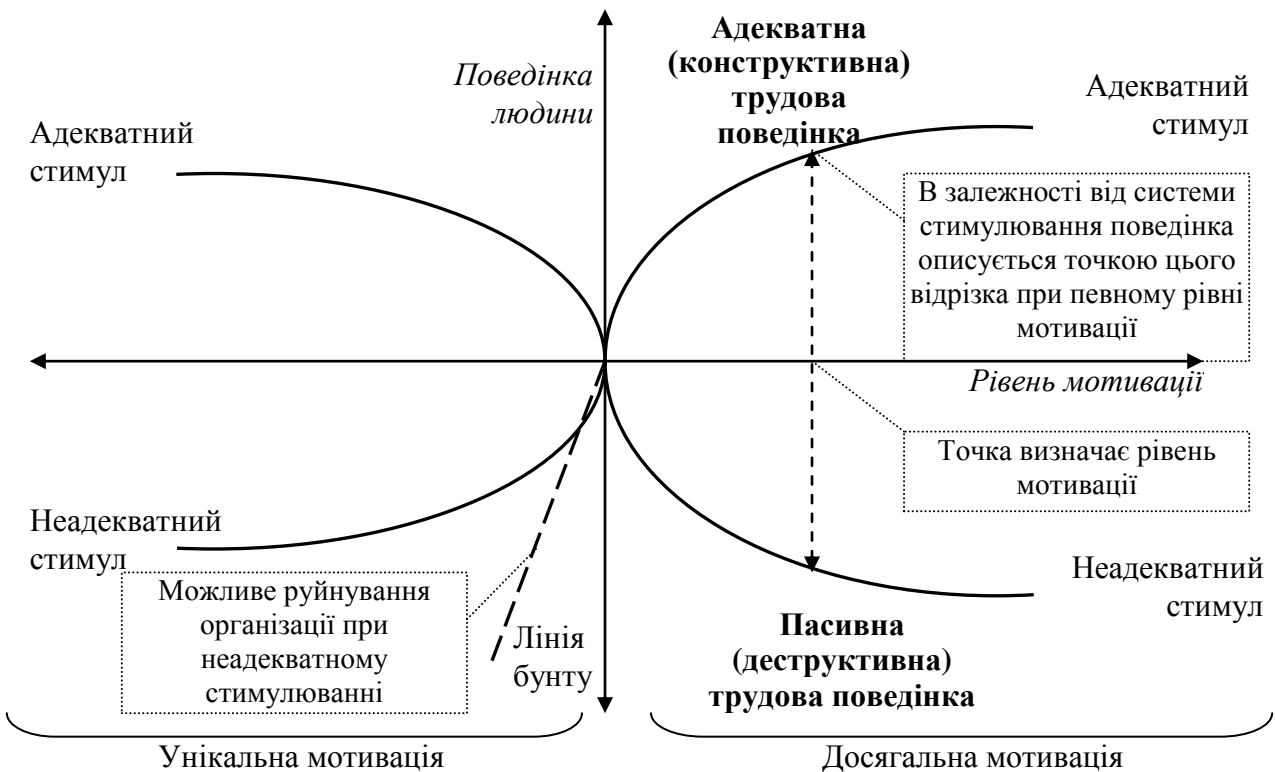 Поведінка
людини
Адекватна
(конструктивна)
трудова
поведінка
Адекватний
стимул
Адекватний
стимул
В залежності від системи
стимулювання поведінка
описується точкою цього
відрізка при певному рівні
мотивації
Рівень мотивації
Точка визначає рівень
мотивації
Неадекватний
стимул
Неадекватний
стимул
Можливе руйнування
організації при
неадекватному
стимулюванні
Лінія
бунту
Пасивна
(деструктивна)
трудова поведінка
Унікальна мотивація
Досягальна мотивація